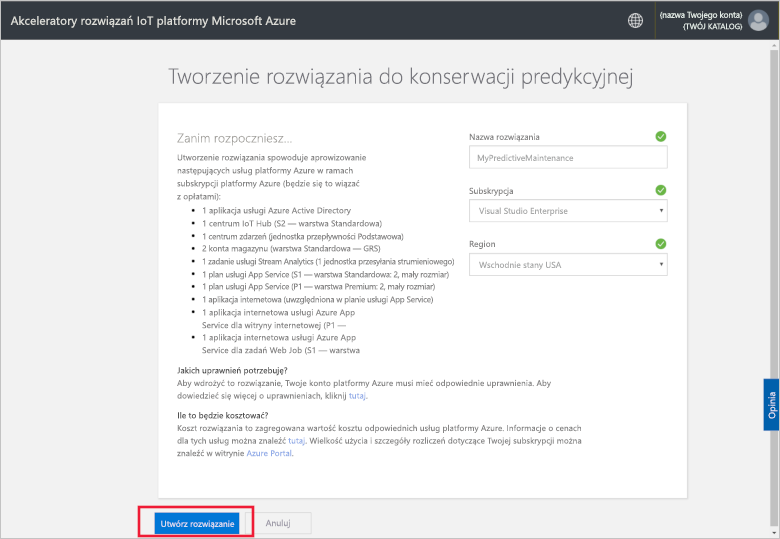 Akceleratory rozwiązań IoT platformy Microsoft Azure
(nazwa Twojego konta)
(TWÓJ KATALOG)
Tworzenie rozwiązania do konserwacji predykcyjnej
Zanim rozpoczniesz...
Utworzenie rozwiązania spowoduje aprowizowanie
następujących usług platformy Azure w ramach
subskrypcji platformy Azure (będzie się to wiązać
z opłatami):
• 1 aplikacja usługi Azure Active Directory
• 1 centrum IoT Hub (S2 — warstwa Standardowa)
• 1 centrum zdarzeń (jednostka przepływności Podstawowa)
• 2 konta magazynu (warstwa Standardowa — GRS)
• 1 zadanie usługi Stream Analytics (1 jednostka przesyłania strumieniowego)
• 1 plan usługi App Service (S1 — warstwa Standardowa: 2, mały rozmiar)
• 1 plan usługi App Service (P1 — warstwa Premium: 2, mały rozmiar)
• 1 aplikacja internetowa (uwzględniona w planie usługi App Service)
• 1 aplikacja internetowa usługi Azure App
Service dla witryny internetowej (P1 —
• 1 aplikacja internetowa usługi Azure App
Service dla zadań Web Job (S1 — warstwa
Nazwa rozwiązania
MyPredictiveMaintenance
Subskrypcja
Visual Studio Enterprise
Region
Wschodnie stany USA
Jakich uprawnień potrzebuję?
Aby wdrożyć to rozwiązanie, Twoje konto platformy Azure musi mieć odpowiednie uprawnienia. Aby
dowiedzieć się więcej o uprawnieniach, kliknij tutaj.
Ile to będzie kosztować?
Koszt rozwiązania to zagregowana wartość kosztu odpowiednich usług platformy Azure. Informacje o cenach
dla tych usług można znaleźć tutaj. Wielkość użycia i szczegóły rozliczeń dotyczące Twojej subskrypcji można
znaleźć w witrynie Azure Portal.
Opinia
Utwórz rozwiązanie
Anuluj